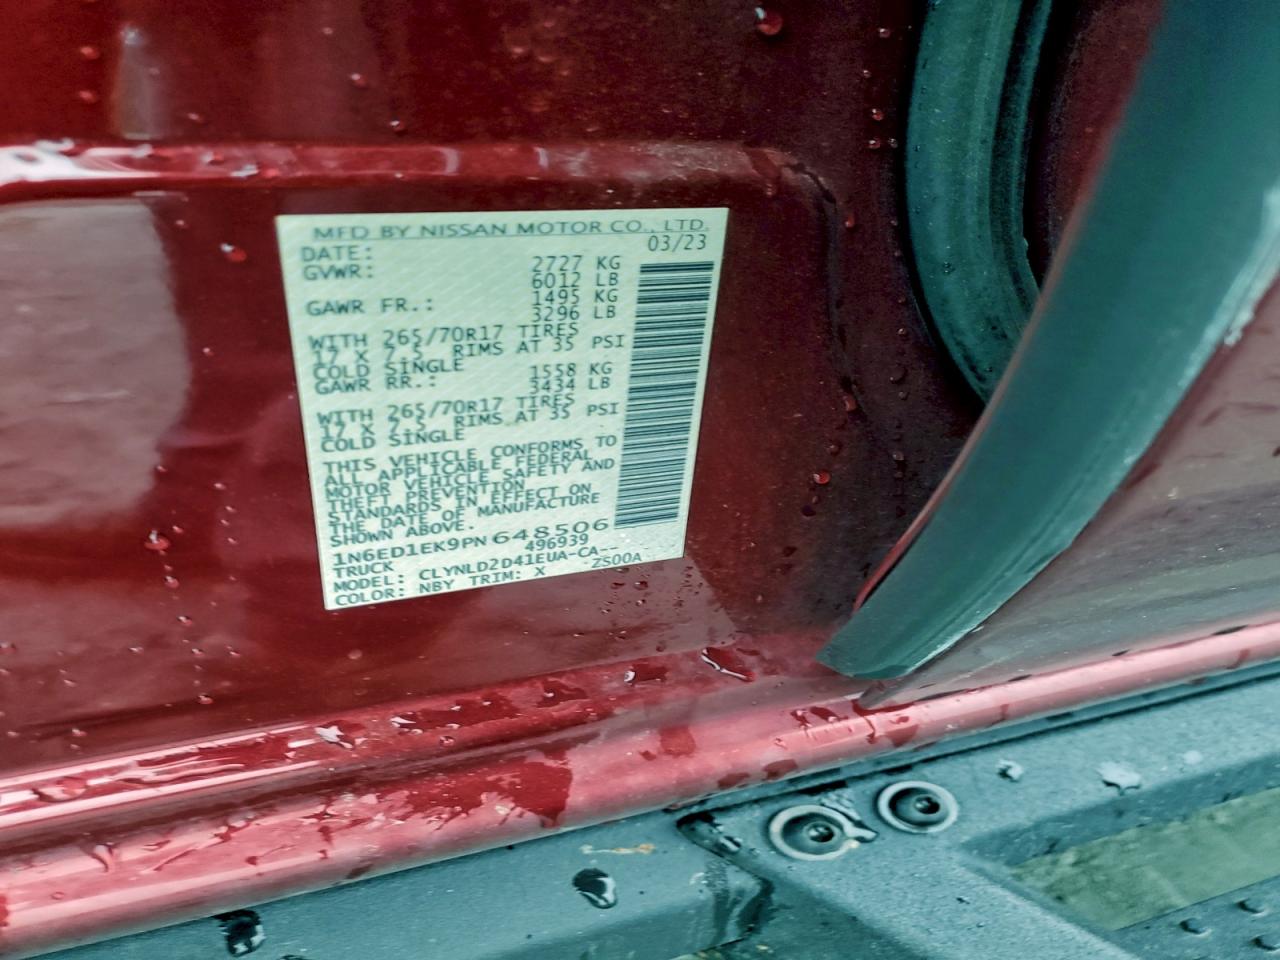 MFD BY NISSAN MOTOR CO., LTD.
DATE: 03/23
GVWR: 2727 KG
6012 LB
GAWR FR.: 1495 KG
3296 LB
WITH 265/70R17 TIRES
17 X 7.5 RIMS AT 35 PSI
COLD SINGLE
GAWR RR.: 1558 KG
3434 LB
WITH 265/70R17 TIRES
17 X 7.5 RIMS AT 35 PSI
COLD SINGLE
THIS VEHICLE CONFORMS TO
ALL APPLICABLE FEDERAL
MOTOR VEHICLE SAFETY AND
THEFT PREVENTION
STANDARDS IN EFFECT ON
THE DATE OF MANUFACTURE
SHOWN ABOVE.
1N6ED1EK9PN648506
TRUCK 496939
MODEL: CLYNLD2D41EUA-CA--
COLOR: NBY TRIM: X -ZS00A-